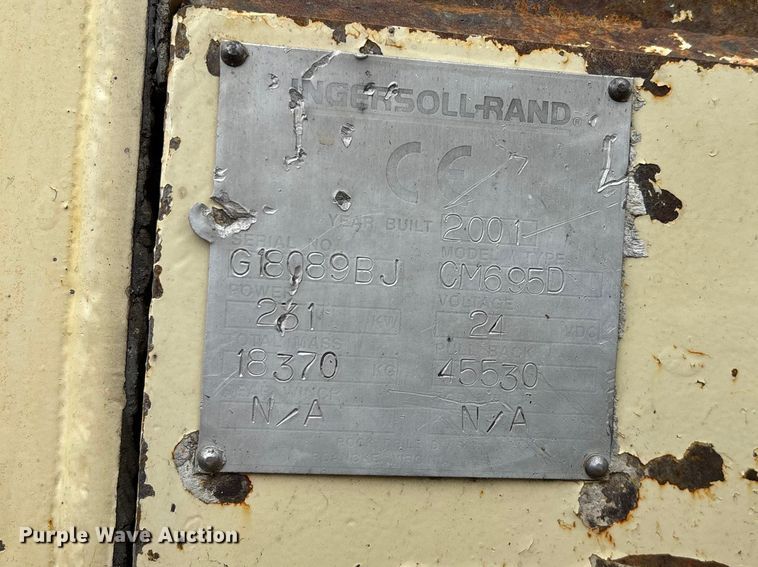 INGERSOLL-RAND®
CE
YEAR BUILT 2001
SERIAL NO. MODEL / TYPE
G18089BJ CM695D
POWER VOLTAGE
261 KW 24 VDC
MASS
18370 KG 45530
N/A N/A
Purple Wave Auction